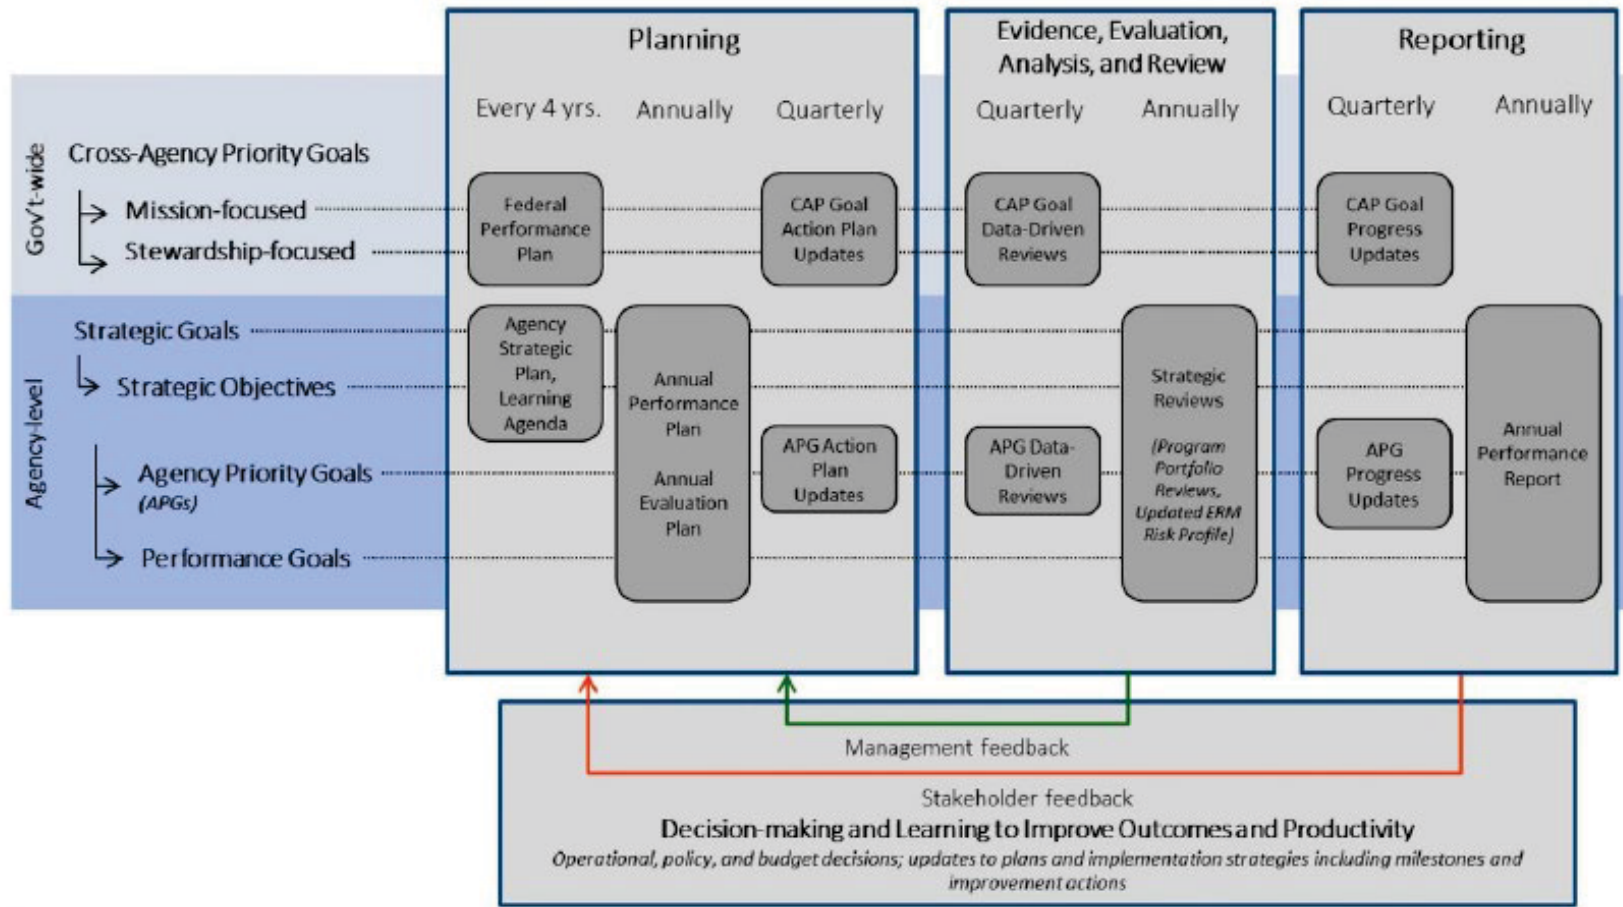 Planning
Evidence, Evaluation,
Analysis, and Review
Reporting
Every 4 yrs.
Annually
Quarterly
Quarterly
Annually
Quarterly
Annually
Gov't-wide
Cross-Agency Priority Goals
Mission-focused
Stewardship-focused
Federal
Performance
Plan
CAP Goal
Action Plan
Updates
CAP Goal
Data-Driven
Reviews
CAP Goal
Progress
Updates
Agency-level
Strategic Goals
Strategic Objectives
Agency Priority Goals
(APGs)
Performance Goals
Agency
Strategic
Plan,
Learning
Agenda
Annual
Performance
Plan
Annual
Evaluation
Plan
APG Action
Plan
Updates
APG Data-
Driven
Reviews
Strategic
Reviews
(Program
Portfolio
Reviews,
Updated ERM
Risk Profile)
APG
Progress
Updates
Annual
Performance
Report
Management feedback
Stakeholder feedback
Decision-making and Learning to Improve Outcomes and Productivity
Operational, policy, and budget decisions; updates to plans and implementation strategies including milestones and
improvement actions